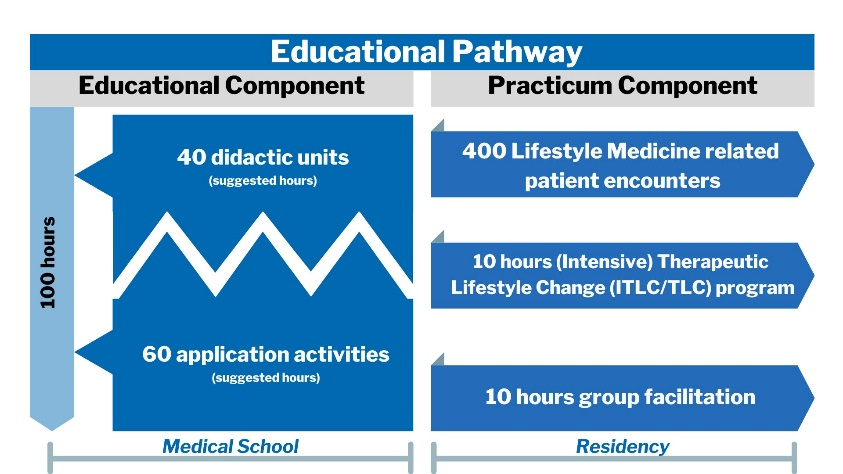 Educational Pathway
Educational Component
Practicum Component
100 hours
40 didactic units
(suggested hours)
60 application activities
(suggested hours)
400 Lifestyle Medicine related
patient encounters
10 hours (Intensive) Therapeutic
Lifestyle Change (ITLC/TLC) program
10 hours group facilitation
Medical School
Residency